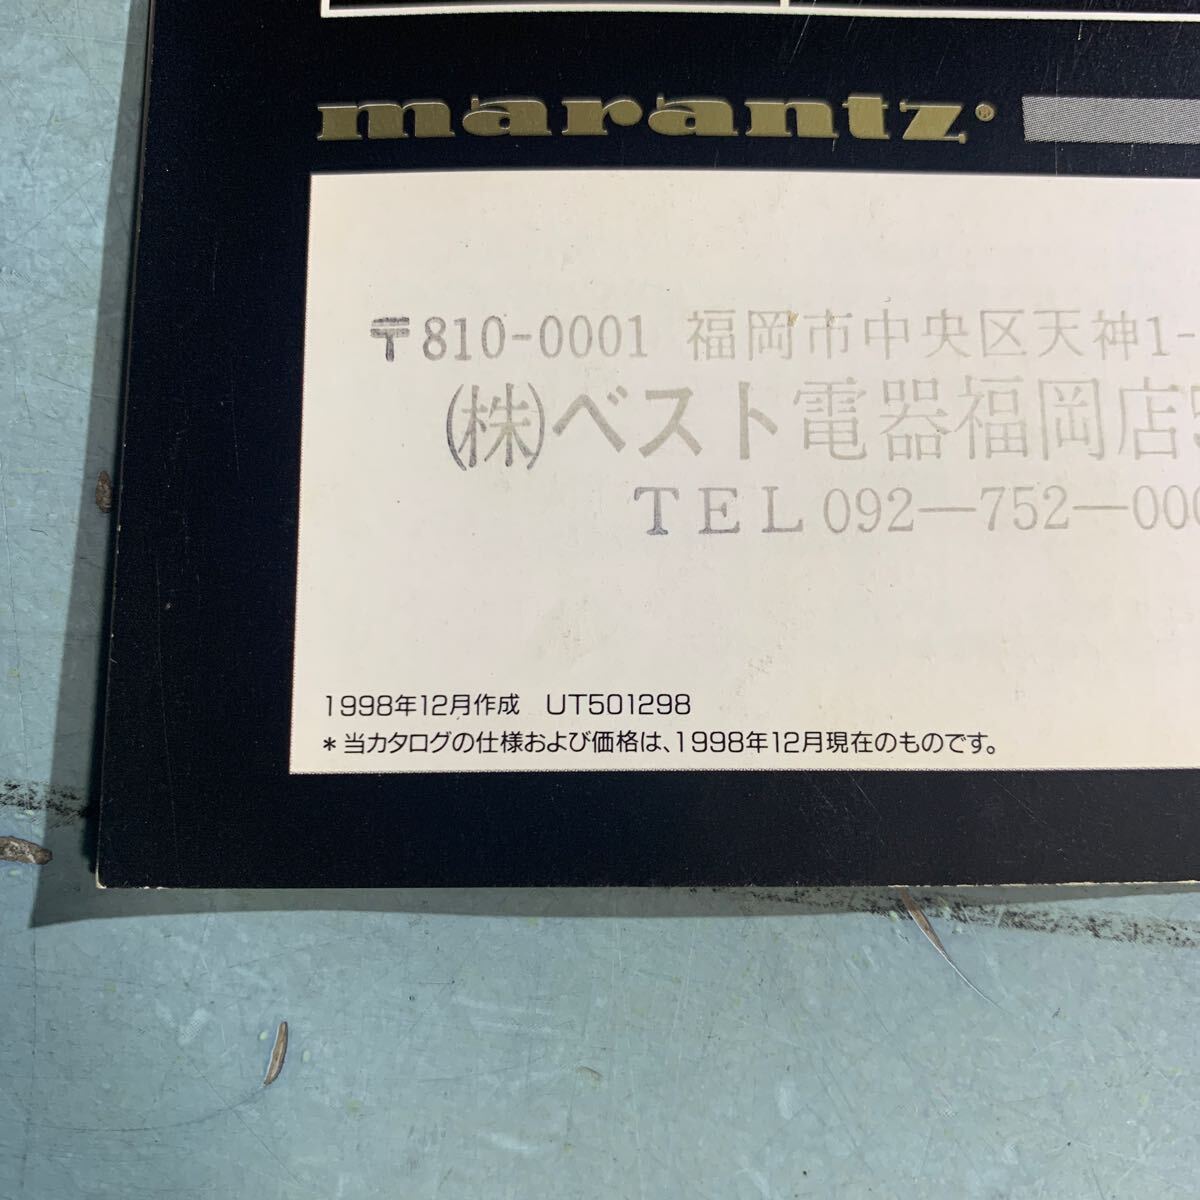 marantz®
〒810-0001 福岡市中央区天神1-
(株)ベスト電器福岡店
TEL 092―752―000
1998年12月作成 UT501298
*当カタログの仕様および価格は、1998年12月現在のものです。